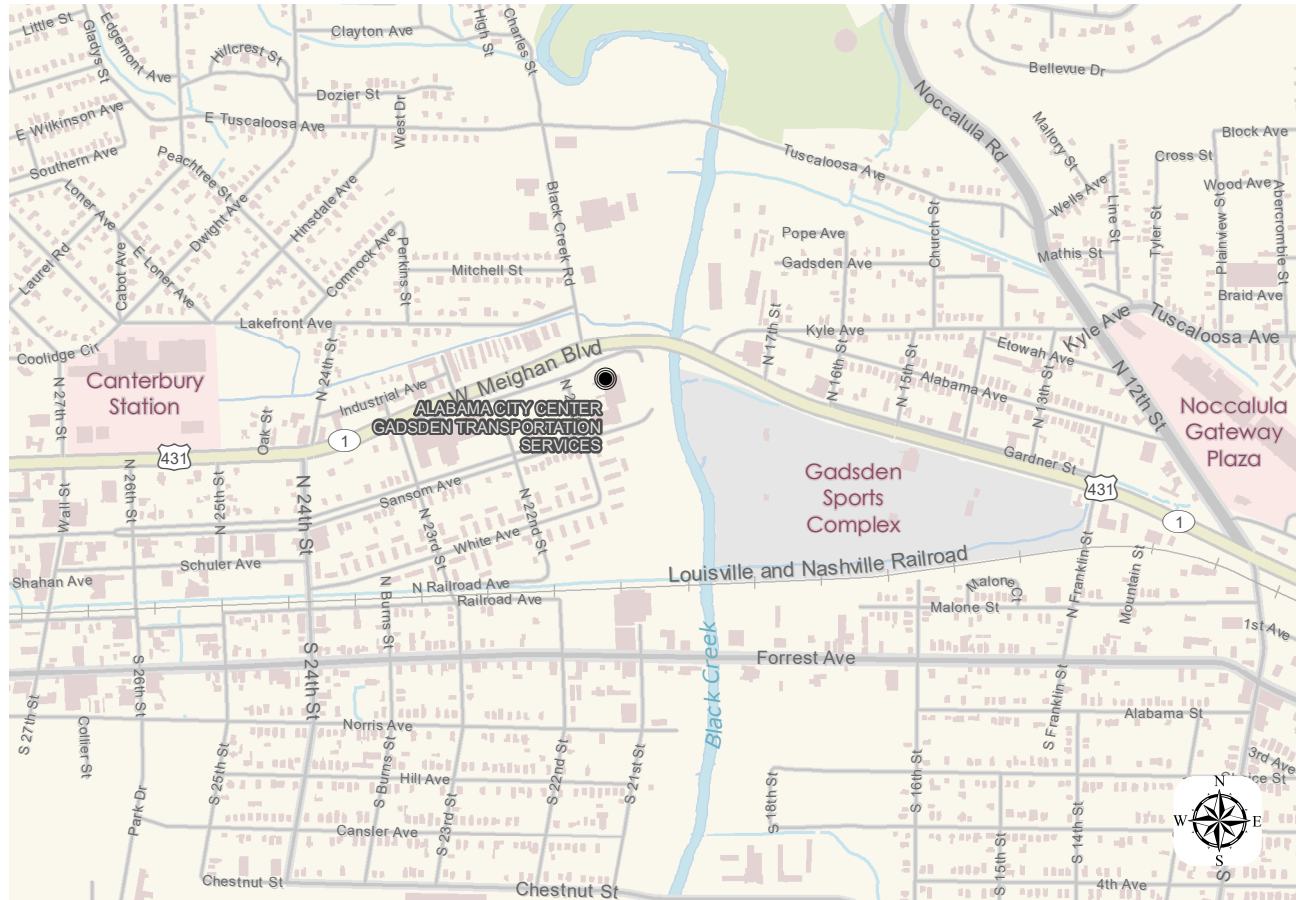 Little St
Gladys St
Edgemont Ave
Hillcrest St
Clayton Ave
High St
Charles St
Noccalula Rd
Bellevue Dr
Dozier St
West Dr
E Wilkinson Ave
E Tuscaloosa Ave
Mallory St
Block Ave
Southern Ave
Peachtree St
Tuscaloosa Ave
Cross St
Loner Ave
Dwight Ave
Hinsdale Ave
Black Creek Rd
Wells Ave
Wood Ave
Line St
Tyler St
Plainview St
Abercrombie St
Laurel Rd
Cabot Ave
E Loner Ave
Comnock Ave
Perkins St
Mitchell St
Pope Ave
Gadsden Ave
Church St
Mathis St
Braid Ave
Lakefront Ave
Coolidge Cir
N 24th St
W Meighan Blvd
N 17th St
Kyle Ave
N 16th St
N 15th St
Alabama Ave
Etowah Ave
N 13th St
Kyle Ave
Tuscaloosa Ave
N 12th St
Canterbury
Station
N 27th St
Industrial Ave
Oak St
1
431
ALABAMA CITY CENTER
GADSDEN TRANSPORTATION
SERVICES
Noccalula
Gateway
Plaza
Gadsden
Sports
Complex
Gardner St
431
1
Wall St
N 26th St
N 25th St
N 24th St
Sansom Ave
N 23rd St
N 22nd St
White Ave
Schuler Ave
Shahan Ave
N Burns St
N Railroad Ave
Railroad Ave
Louisville and Nashville Railroad
N Franklin St
Mountain St
Malone Ct
Malone St
1st Ave
Forrest Ave
S 27th St
S 26th St
S 24th St
Black Creek
S Franklin St
Alabama St
Collier St
Norris Ave
3rd Ave
S 25th St
S Burns St
Hill Ave
S 23rd St
S 22nd St
S 21st St
S 18th St
S 16th St
S 14th St
Park Dr
Cansler Ave
S 15th St
Chestnut St
Chestnut St
4th Ave
N
W
E
S